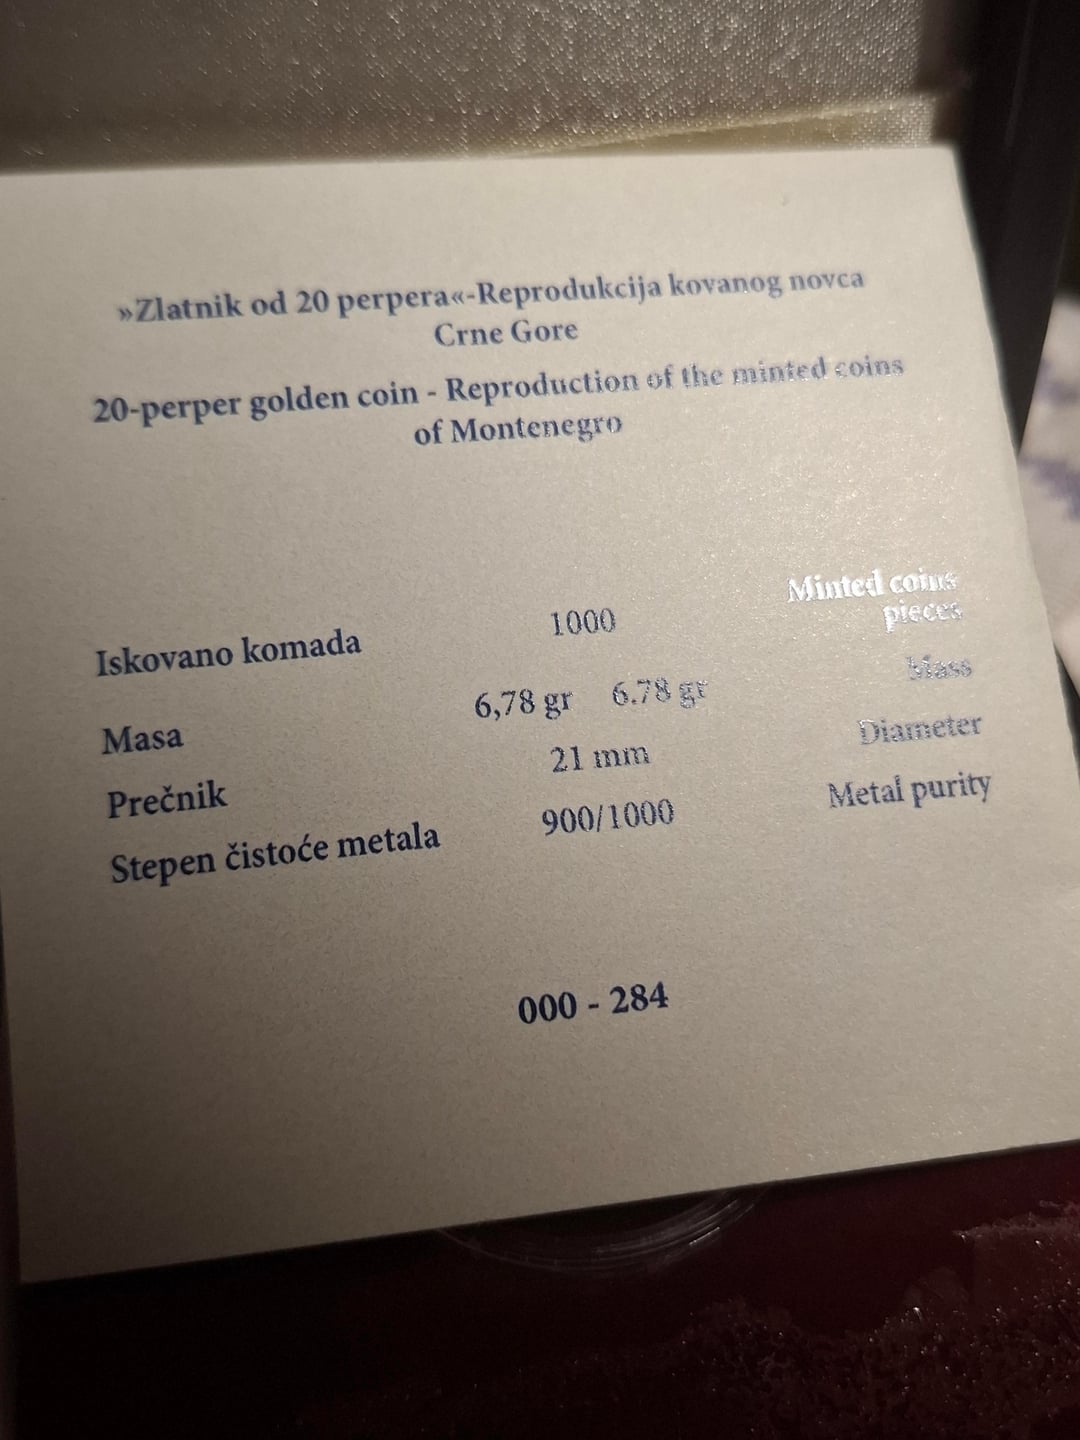 »Zlatnik od 20 perpera«-Reprodukcija kovanog novca
Crne Gore
20-perper golden coin - Reproduction of the minted coins
of Montenegro
Iskovano komada 1000 Minted coins
pieces
Masa 6,78 gr 6.78 gr Mass
Prečnik 21 mm Diameter
Stepen čistoće metala 900/1000 Metal purity
000 - 284